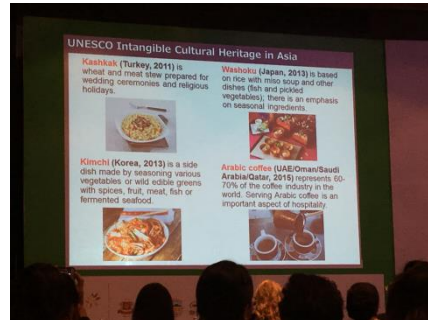 UNESCO Intangible Cultural Heritage in Asia
Kashkak (Turkey, 2011) is
wheat and meat stew prepared for
wedding ceremonies and religious
holidays.
Washoku (Japan, 2013) is based
on rice with miso soup and other
dishes (fish and pickled
vegetables); there is an emphasis
on seasonal ingredients.
Kimchi (Korea, 2013) is a side
dish made by seasoning various
vegetables or wild edible greens
with spices, fruit, meat, fish or
fermented seafood.
Arabic coffee (UAE/Oman/Saudi
Arabia/Qatar, 2015) represents 60-
70% of the coffee industry in the
world. Serving Arabic coffee is an
important aspect of hospitality.